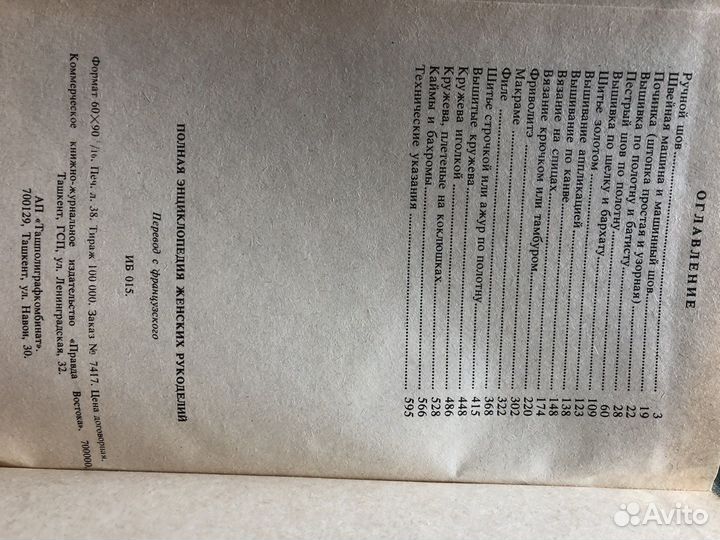 ОГЛАВЛЕНИЕ
Ручной шов 3
Швейная машина и машинный шов 19
Починка (штопка простая и узорная) 22
Вышивка по полотну и батисту 28
Пестрый шов по полотну 60
Вышивка по шелку и бархату 109
Шитье золотом 123
Вышивание аппликацией 138
Вышивание по канве 148
Вязание на спицах 174
Вязание крючком или тамбуром 220
Фриволитэ 302
Макраме 322
Филе 368
Шитье строчкой или ажур по полотну 415
Вышитые кружева 448
Кружева иголкой 486
Кружева, плетеные на коклюшках 528
Каймы и бахромы 566
Технические указания 595
ПОЛНАЯ ЭНЦИКЛОПЕДИЯ ЖЕНСКИХ РУКОДЕЛИЙ
Перевод с французского
ИБ 015.
Формат 60×90 1/16. Печ. л. 38. Тираж 100 000. Заказ № 7417. Цена договорная.
Коммерческое книжно-журнальное издательство «Правда Востока», 700000,
Ташкент, ГСП, ул. Ленинградская, 32.
АП «Ташполиграфкомбинат».
700129, Ташкент, ул. Навои, 30.
Avito